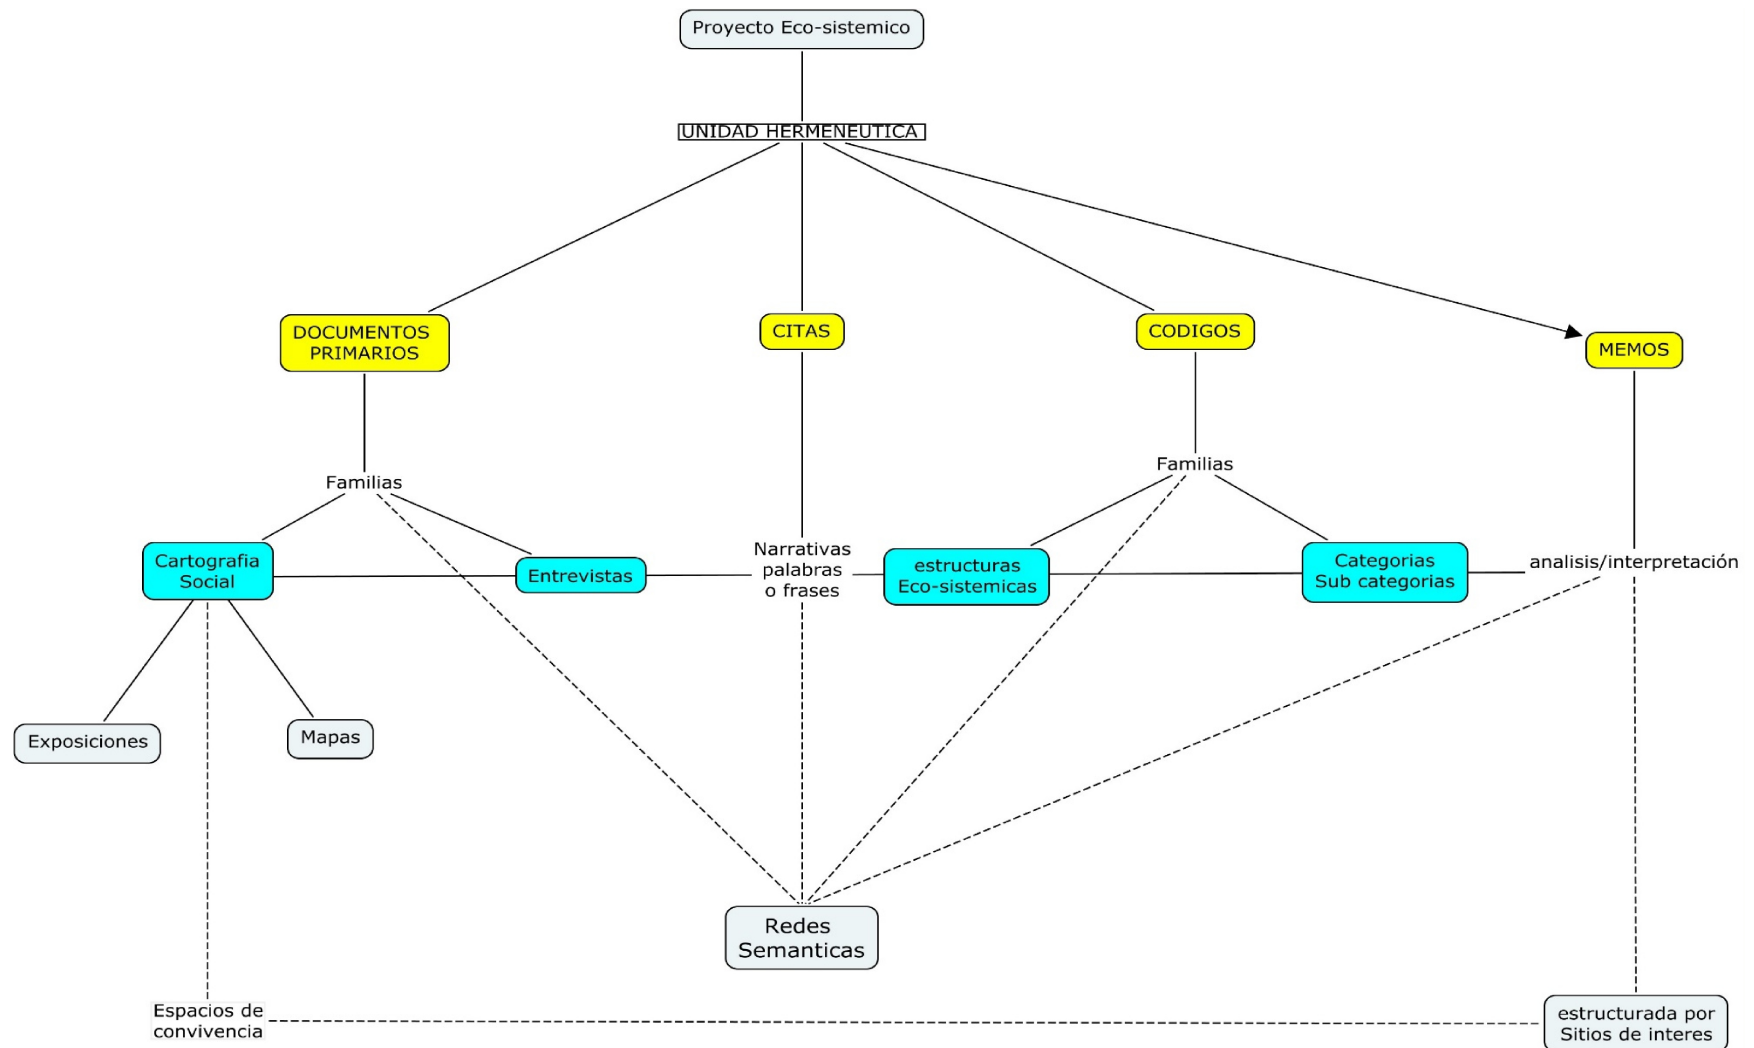 Proyecto Eco-sistemico
UNIDAD HERMENEUTICA
DOCUMENTOS
PRIMARIOS
CITAS
CODIGOS
MEMOS
Familias
Familias
Cartografia
Social
Entrevistas
Narrativas
palabras
o frases
estructuras
Eco-sistemicas
Categorias
Sub categorias
analisis/interpretación
Exposiciones
Mapas
Redes
Semanticas
Espacios de
convivencia
estructurada por
Sitios de interes